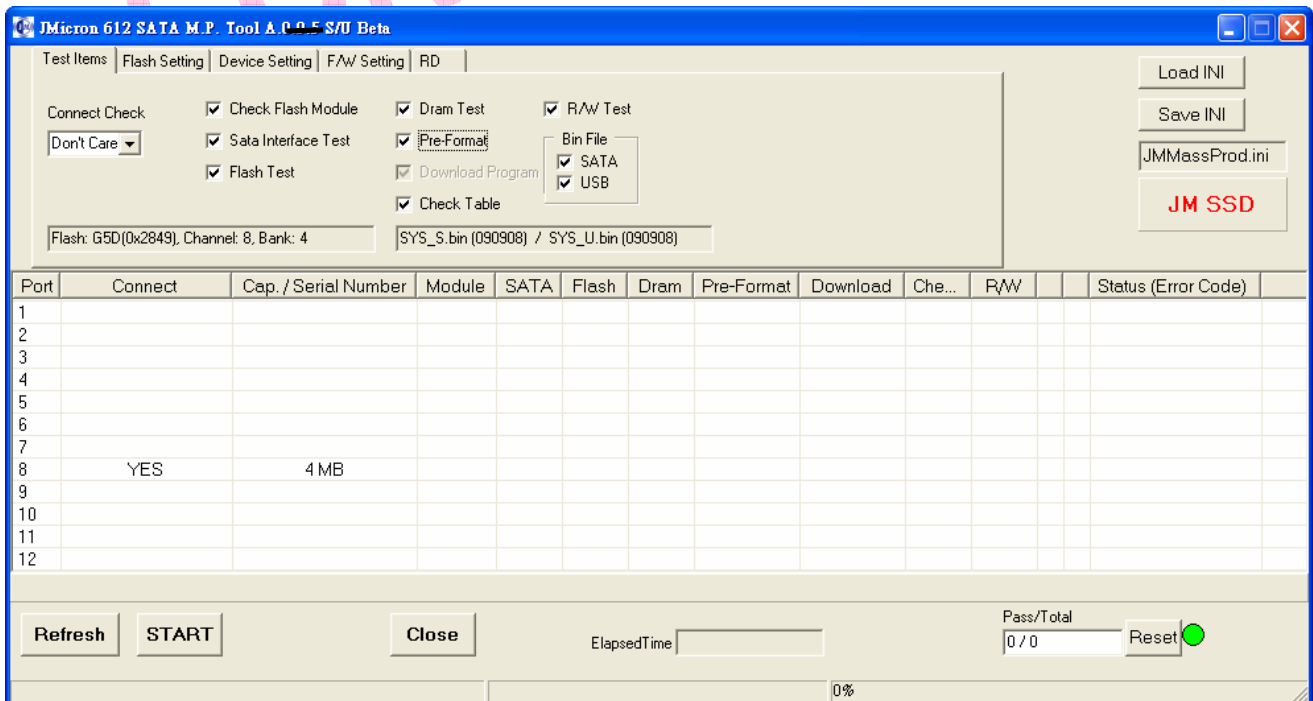 JMicron 612 SATA M.P. Tool A.0.0.5 S/U Beta
Test Items Flash Setting Device Setting F/W Setting RD
Load INI
Save INI
JMMassProd.ini
JM SSD
Connect Check
Don't Care
Check Flash Module
Sata Interface Test
Flash Test
Dram Test
Pre-Format
Download Program
Check Table
R/W Test
Bin File
SATA
USB
Flash: G5D(0x2849), Channel: 8, Bank: 4
SYS_S.bin (090908) / SYS_U.bin (090908)
Port Connect Cap. / Serial Number Module SATA Flash Dram Pre-Format Download Che... R/W Status (Error Code)
1
2
3
4
5
6
7
8 YES 4 MB
9
10
11
12
Refresh START Close
ElapsedTime
Pass/Total
0 / 0
Reset
0%